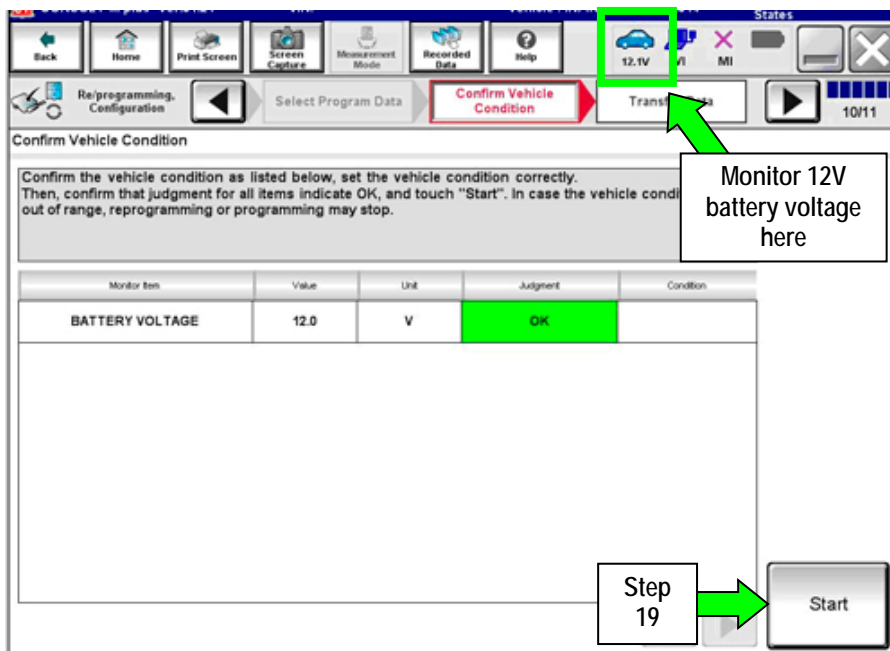 States
Back
Home
Print Screen
Screen Capture
Measurement Mode
Recorded Data
Help
12.1V
VI
MI
Re/programming, Configuration
Select Program Data
Confirm Vehicle Condition
10/11
Confirm Vehicle Condition
Confirm the vehicle condition as listed below, set the vehicle condition correctly.
Then, confirm that judgment for all items indicate OK, and touch "Start". In case the vehicle
out of range, reprogramming or programming may stop.
Monitor 12V
battery voltage
here
Monitor Item
Value
Unit
Judgment
Condition
BATTERY VOLTAGE
12.0
V
OK
Step
19
Start